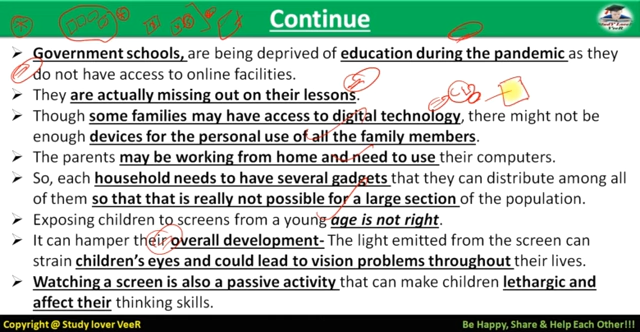 Continue
Study Lover VeeR
➢ Government schools, are being deprived of education during the pandemic as they
do not have access to online facilities.
➢ They are actually missing out on their lessons.
➢ Though some families may have access to digital technology, there might not be
enough devices for the personal use of all the family members.
➢ The parents may be working from home and need to use their computers.
➢ So, each household needs to have several gadgets that they can distribute among all
of them so that that is really not possible for a large section of the population.
➢ Exposing children to screens from a young age is not right.
➢ It can hamper their overall development- The light emitted from the screen can
strain children's eyes and could lead to vision problems throughout their lives.
➢ Watching a screen is also a passive activity that can make children lethargic and
affect their thinking skills.
Copyright @ Study lover VeeR
Be Happy, Share & Help Each Other!!!